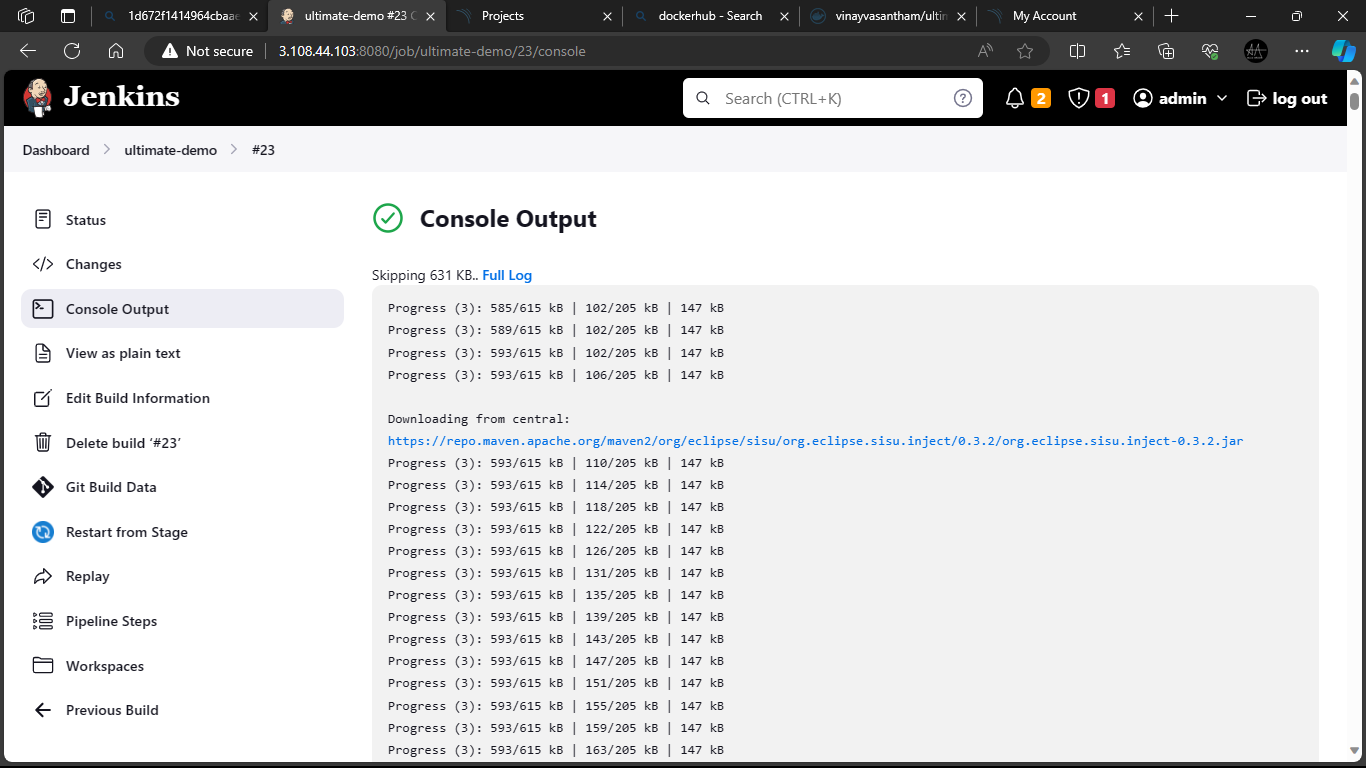 1d672f1414964cbaae
ultimate-demo #23 C
Projects
dockerhub - Search
vinayvasantham/ultim
My Account
Not secure
3.108.44.103:8080/job/ultimate-demo/23/console
Jenkins
Search (CTRL+K)
2
1
admin
log out
Dashboard
ultimate-demo
#23
Status
Changes
Console Output
View as plain text
Edit Build Information
Delete build ‘#23’
Git Build Data
Restart from Stage
Replay
Pipeline Steps
Workspaces
Previous Build
Console Output
Skipping 631 KB.. Full Log
Progress (3): 585/615 kB | 102/205 kB | 147 kB
Progress (3): 589/615 kB | 102/205 kB | 147 kB
Progress (3): 593/615 kB | 102/205 kB | 147 kB
Progress (3): 593/615 kB | 106/205 kB | 147 kB
Downloading from central:
https://repo.maven.apache.org/maven2/org/eclipse/sisu/org.eclipse.sisu.inject/0.3.2/org.eclipse.sisu.inject-0.3.2.jar
Progress (3): 593/615 kB | 110/205 kB | 147 kB
Progress (3): 593/615 kB | 114/205 kB | 147 kB
Progress (3): 593/615 kB | 118/205 kB | 147 kB
Progress (3): 593/615 kB | 122/205 kB | 147 kB
Progress (3): 593/615 kB | 126/205 kB | 147 kB
Progress (3): 593/615 kB | 131/205 kB | 147 kB
Progress (3): 593/615 kB | 135/205 kB | 147 kB
Progress (3): 593/615 kB | 139/205 kB | 147 kB
Progress (3): 593/615 kB | 143/205 kB | 147 kB
Progress (3): 593/615 kB | 147/205 kB | 147 kB
Progress (3): 593/615 kB | 151/205 kB | 147 kB
Progress (3): 593/615 kB | 155/205 kB | 147 kB
Progress (3): 593/615 kB | 159/205 kB | 147 kB
Progress (3): 593/615 kB | 163/205 kB | 147 kB